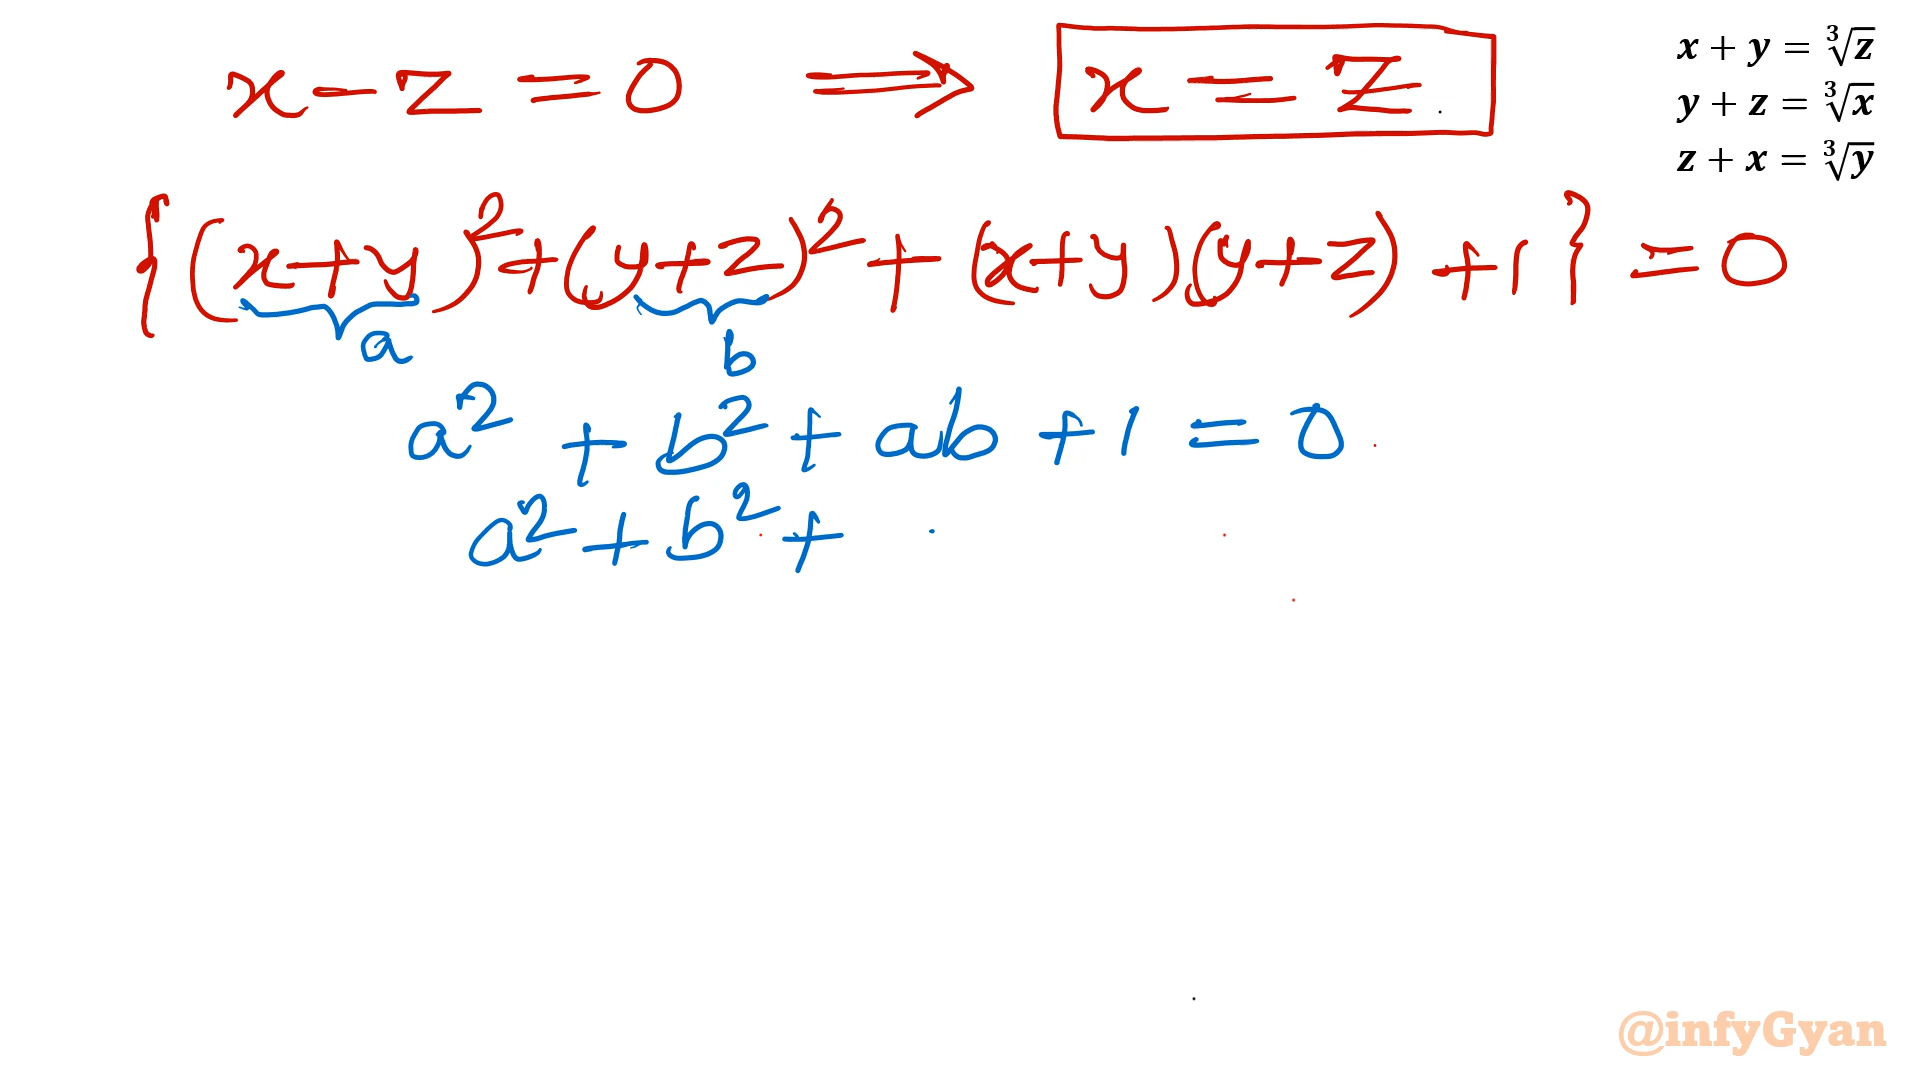 x − z = 0 ⟹ x = z
x + y = ∛z
y + z = ∛x
z + x = ∛y
{(x+y)² + (y+z)² + (x+y)(y+z) + 1} = 0
a b
a² + b² + ab + 1 = 0
a² + b² +
@infyGyan